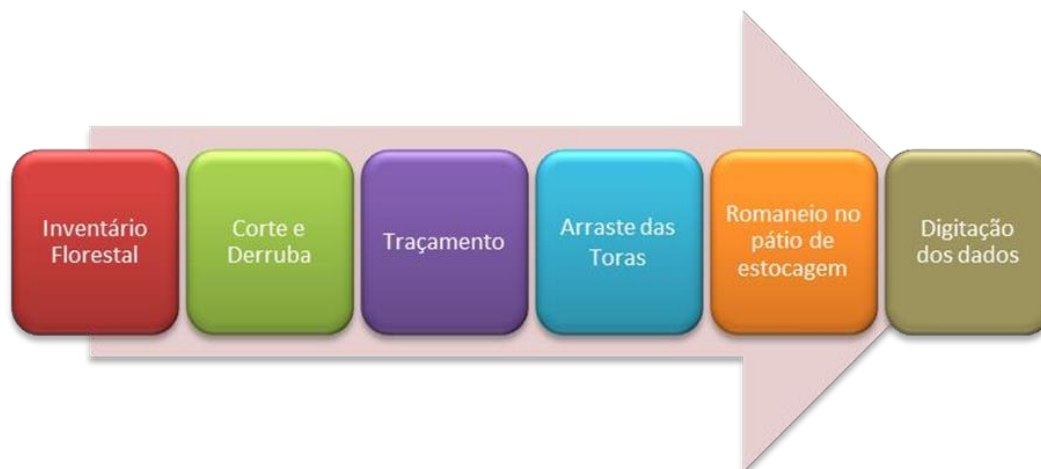 Inventário
Florestal
Corte e
Derruba
Traçamento
Arraste das
Toras
Romaneio no
pátio de
estocagem
Digitação
dos dados